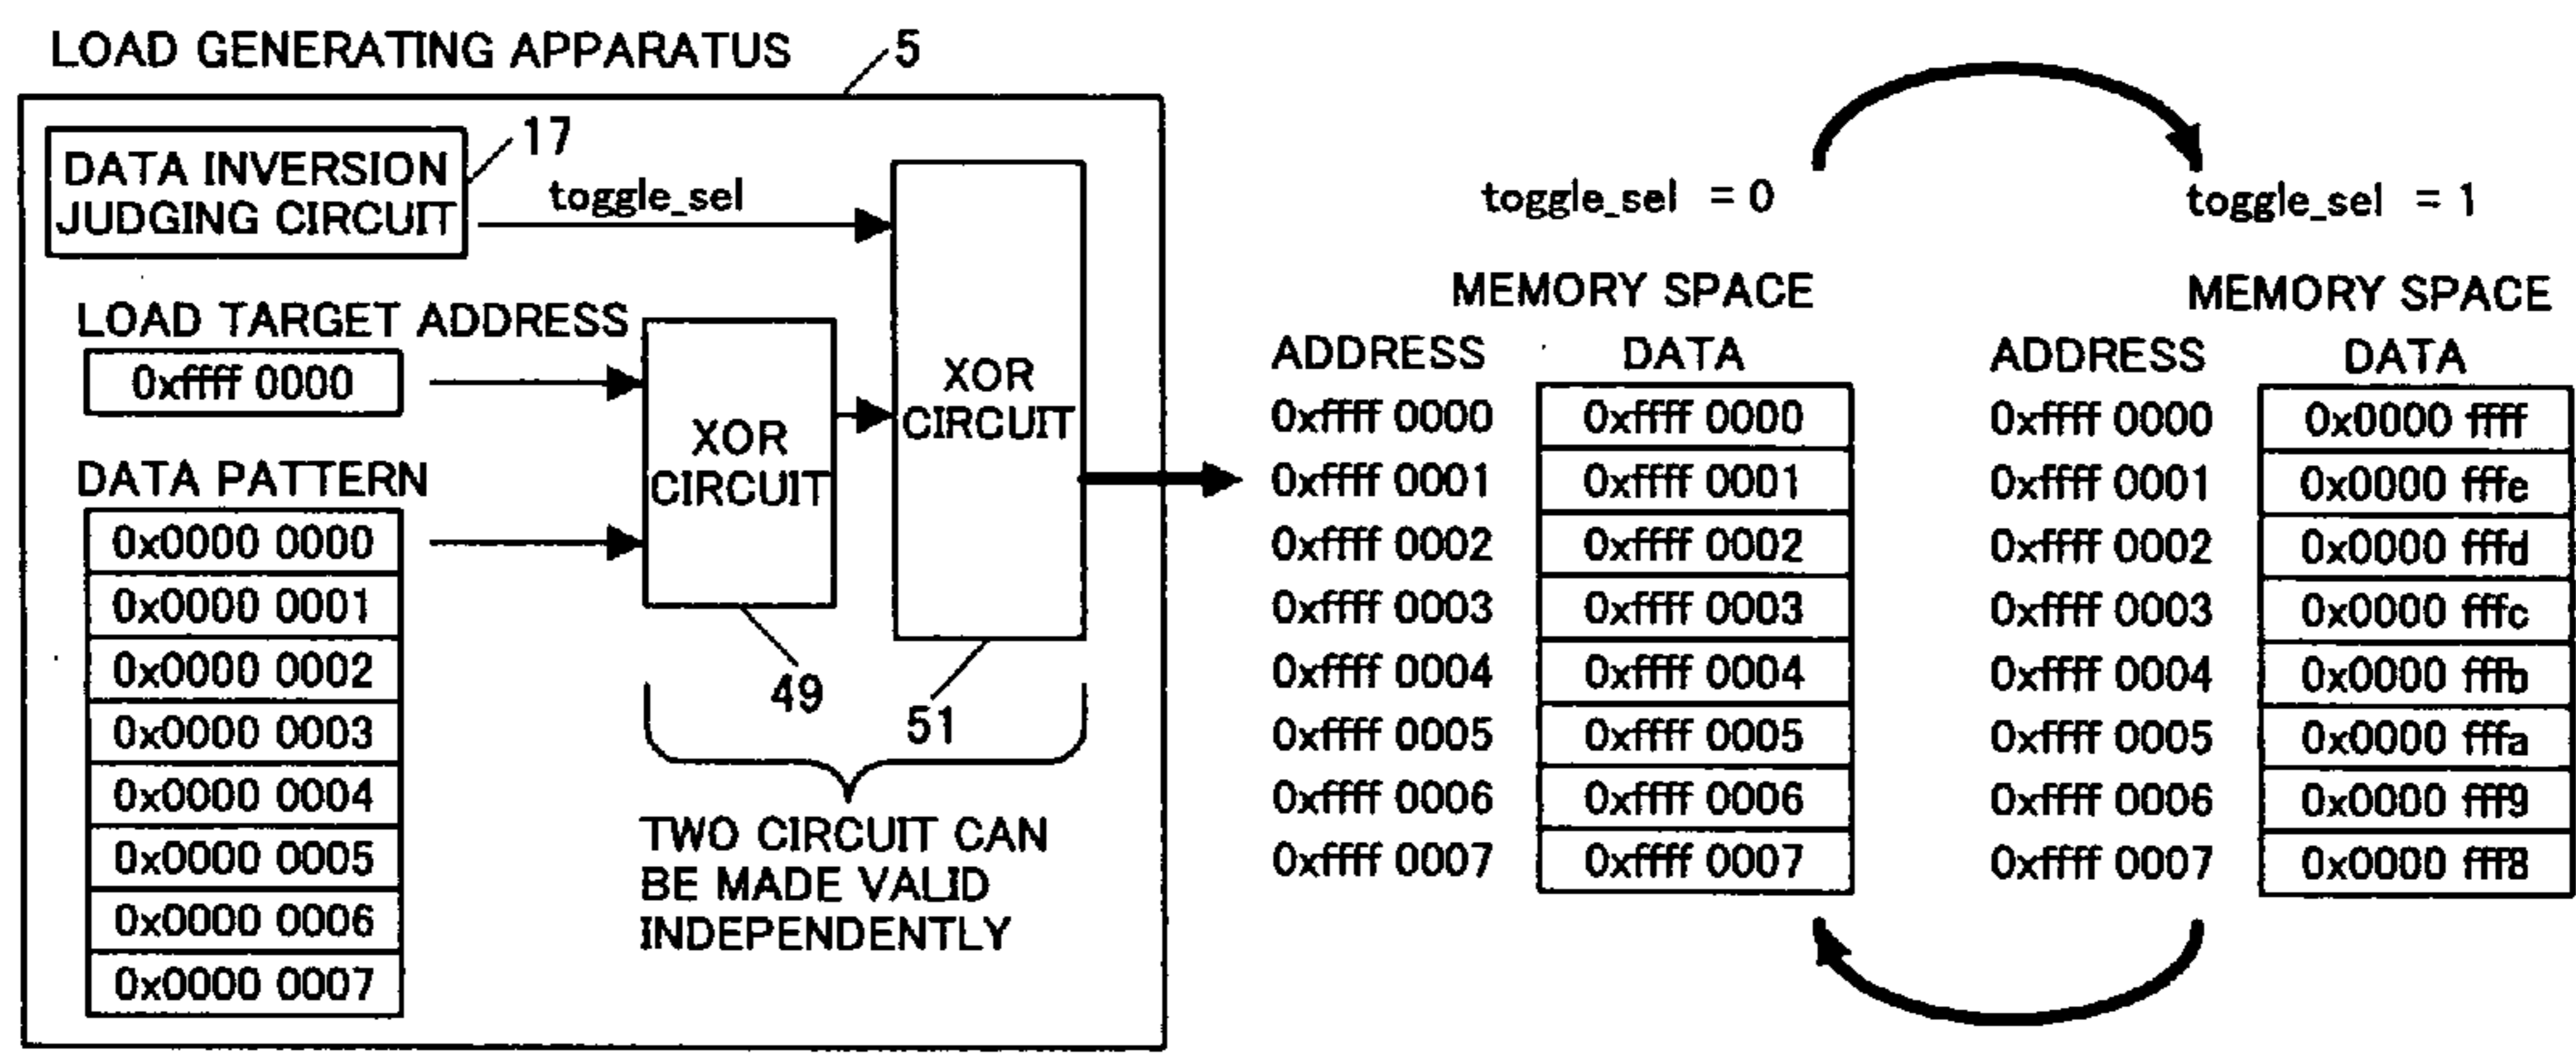 LOAD GENERATING APPARATUS
5
DATA INVERSION
JUDGING CIRCUIT
17
toggle_sel
LOAD TARGET ADDRESS
0xffff 0000
DATA PATTERN
0x0000 0000
0x0000 0001
0x0000 0002
0x0000 0003
0x0000 0004
0x0000 0005
0x0000 0006
0x0000 0007
XOR
CIRCUIT
49
XOR
CIRCUIT
51
TWO CIRCUIT CAN
BE MADE VALID
INDEPENDENTLY
toggle_sel = 0
MEMORY SPACE
ADDRESS DATA
0xffff 0000 0xffff 0000
0xffff 0001 0xffff 0001
0xffff 0002 0xffff 0002
0xffff 0003 0xffff 0003
0xffff 0004 0xffff 0004
0xffff 0005 0xffff 0005
0xffff 0006 0xffff 0006
0xffff 0007 0xffff 0007
toggle_sel = 1
MEMORY SPACE
ADDRESS DATA
0xffff 0000 0x0000 ffff
0xffff 0001 0x0000 fffe
0xffff 0002 0x0000 fffd
0xffff 0003 0x0000 fffc
0xffff 0004 0x0000 fffb
0xffff 0005 0x0000 fffa
0xffff 0006 0x0000 fff9
0xffff 0007 0x0000 fff8